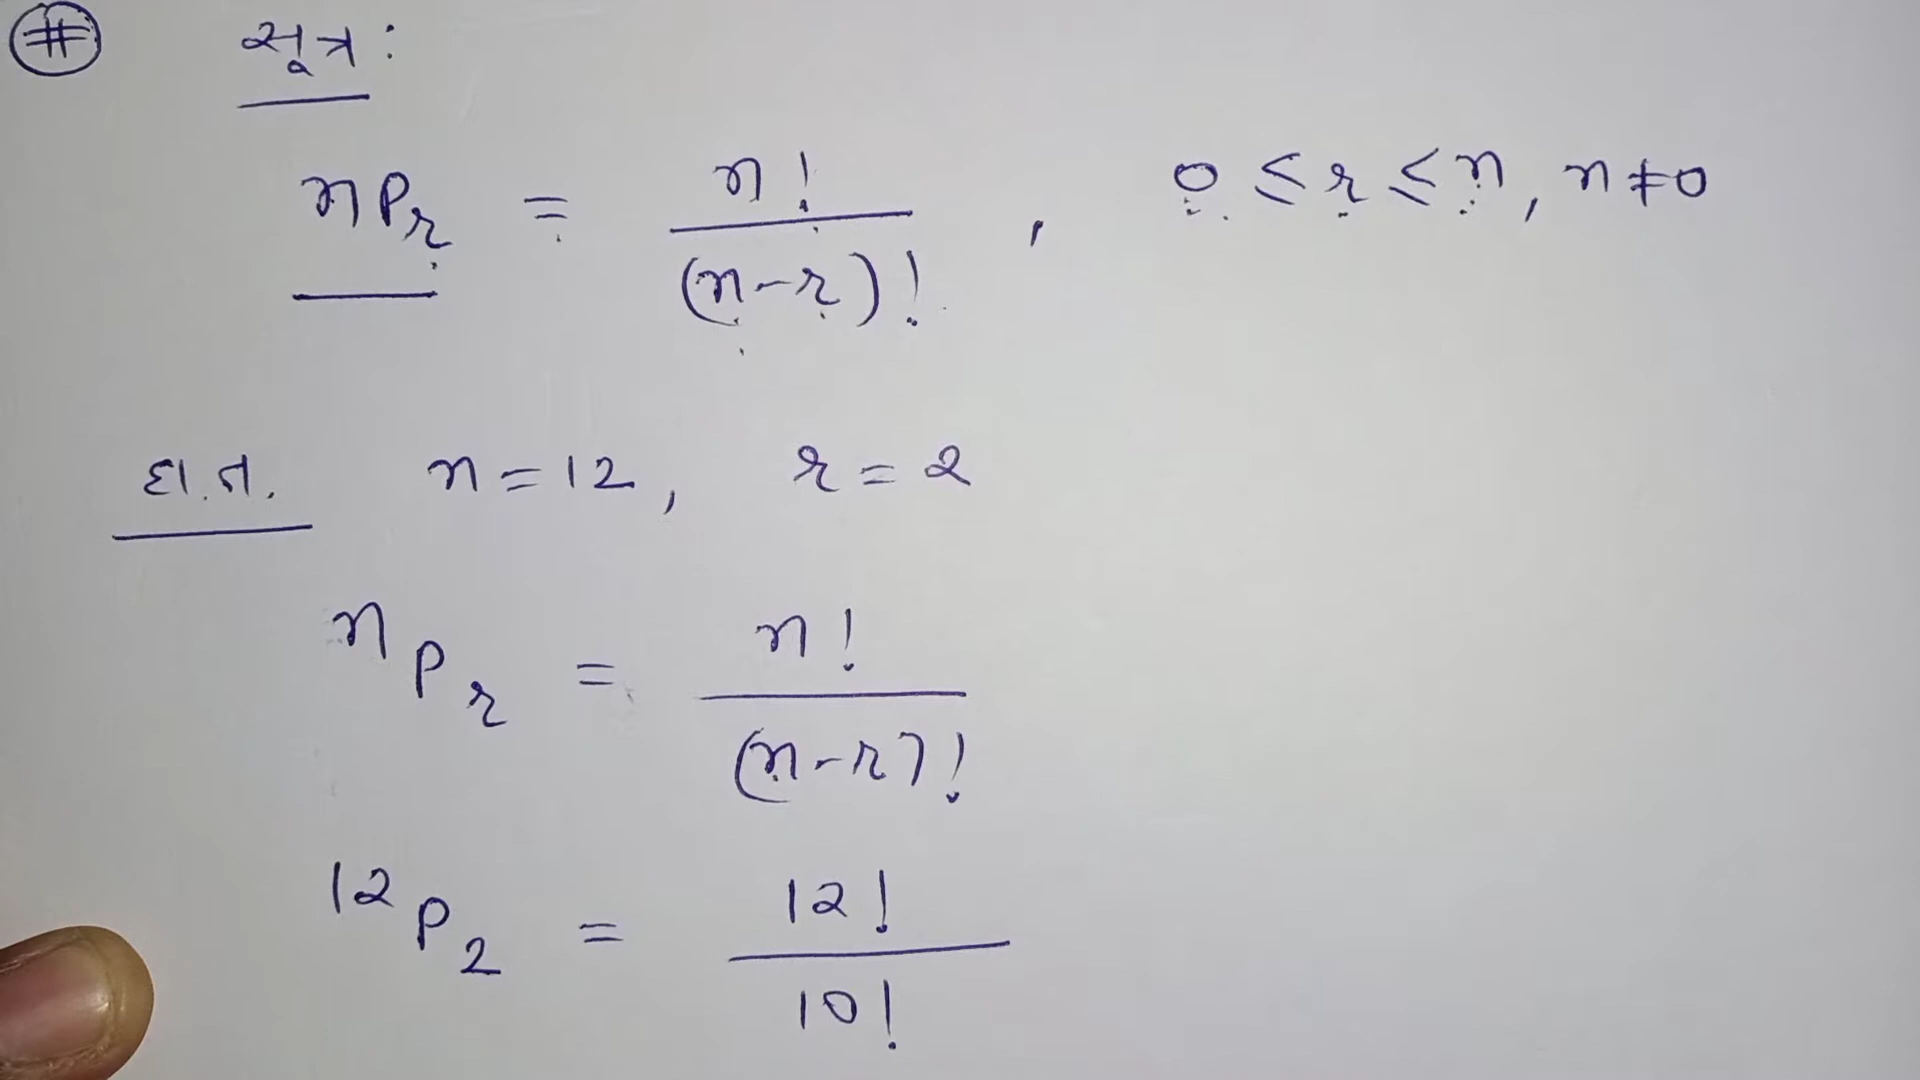 # સૂત્ર :
nPr = n! / (n-r)! , 0 ≤ r ≤ n, n ≠ 0
દા.ત. n = 12, r = 2
nPr = n! / (n-r)!
12P2 = 12! / 10!